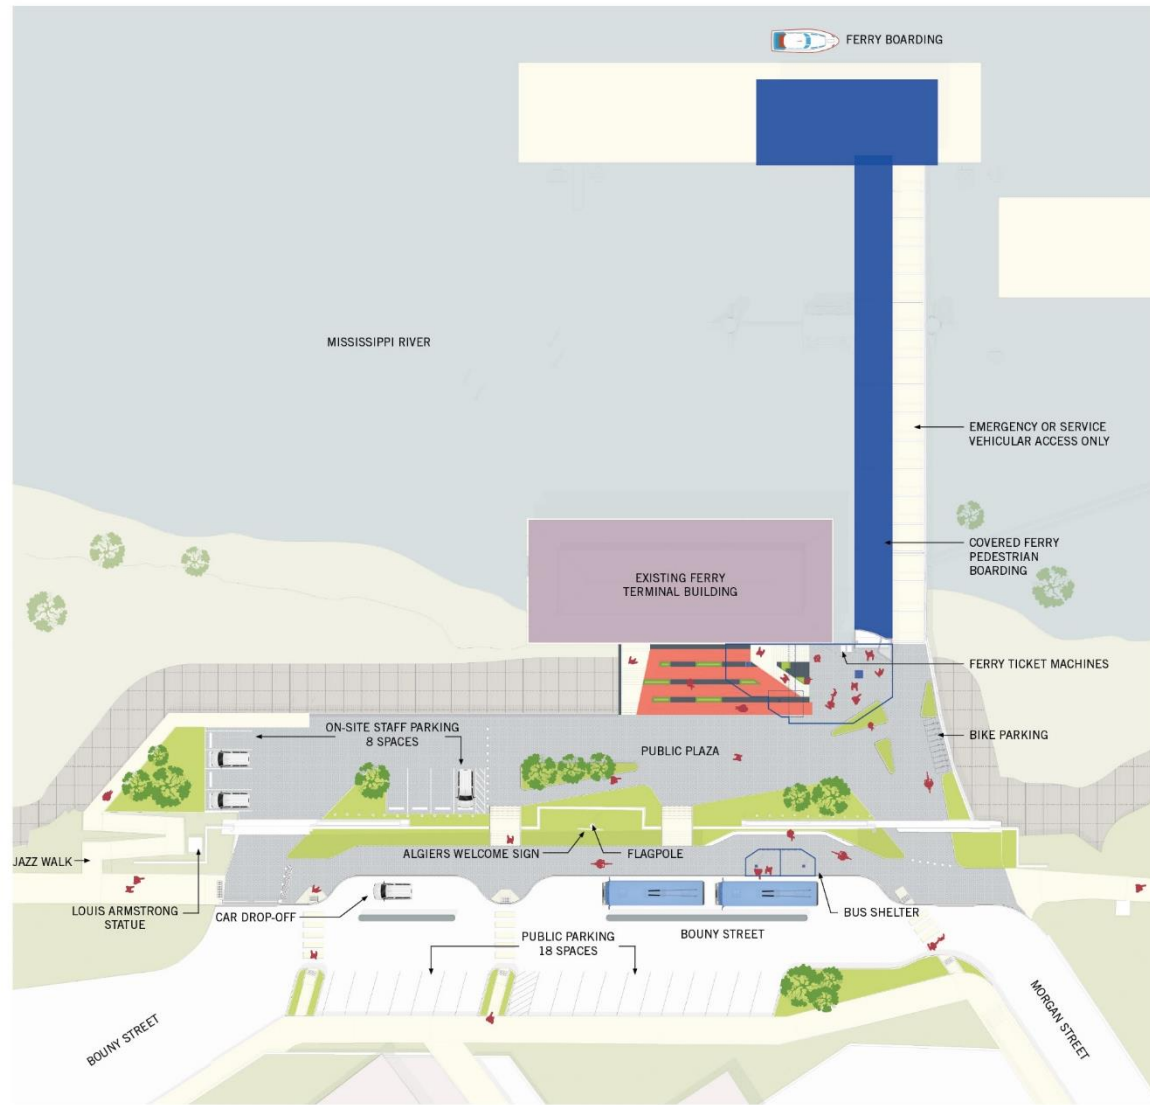 FERRY BOARDING
MISSISSIPPI RIVER
EMERGENCY OR SERVICE
VEHICULAR ACCESS ONLY
COVERED FERRY
PEDESTRIAN
BOARDING
EXISTING FERRY
TERMINAL BUILDING
FERRY TICKET MACHINES
ON-SITE STAFF PARKING
8 SPACES
PUBLIC PLAZA
BIKE PARKING
ALGIERS WELCOME SIGN
FLAGPOLE
JAZZ WALK
LOUIS ARMSTRONG
STATUE
CAR DROP-OFF
BUS SHELTER
PUBLIC PARKING
18 SPACES
BOUNY STREET
BOUNY STREET
MORGAN STREET